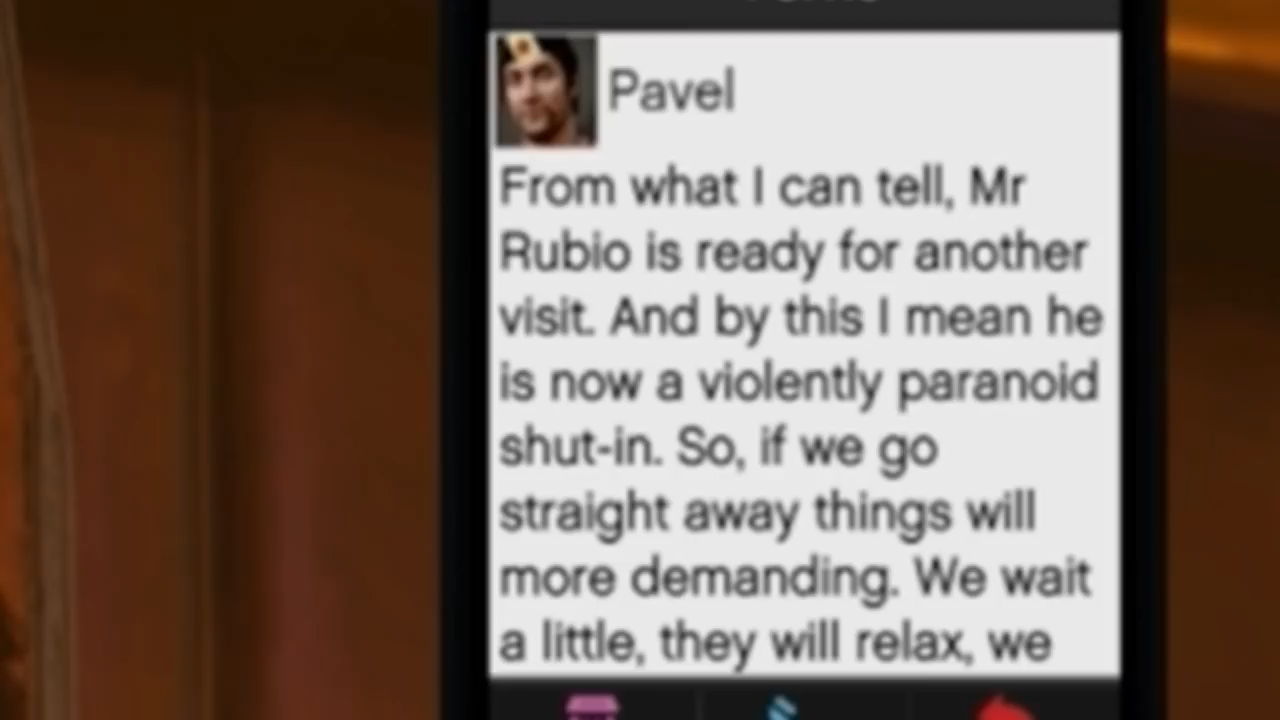 Pavel
From what I can tell, Mr
Rubio is ready for another
visit. And by this I mean he
is now a violently paranoid
shut-in. So, if we go
straight away things will
more demanding. We wait
a little, they will relax, we